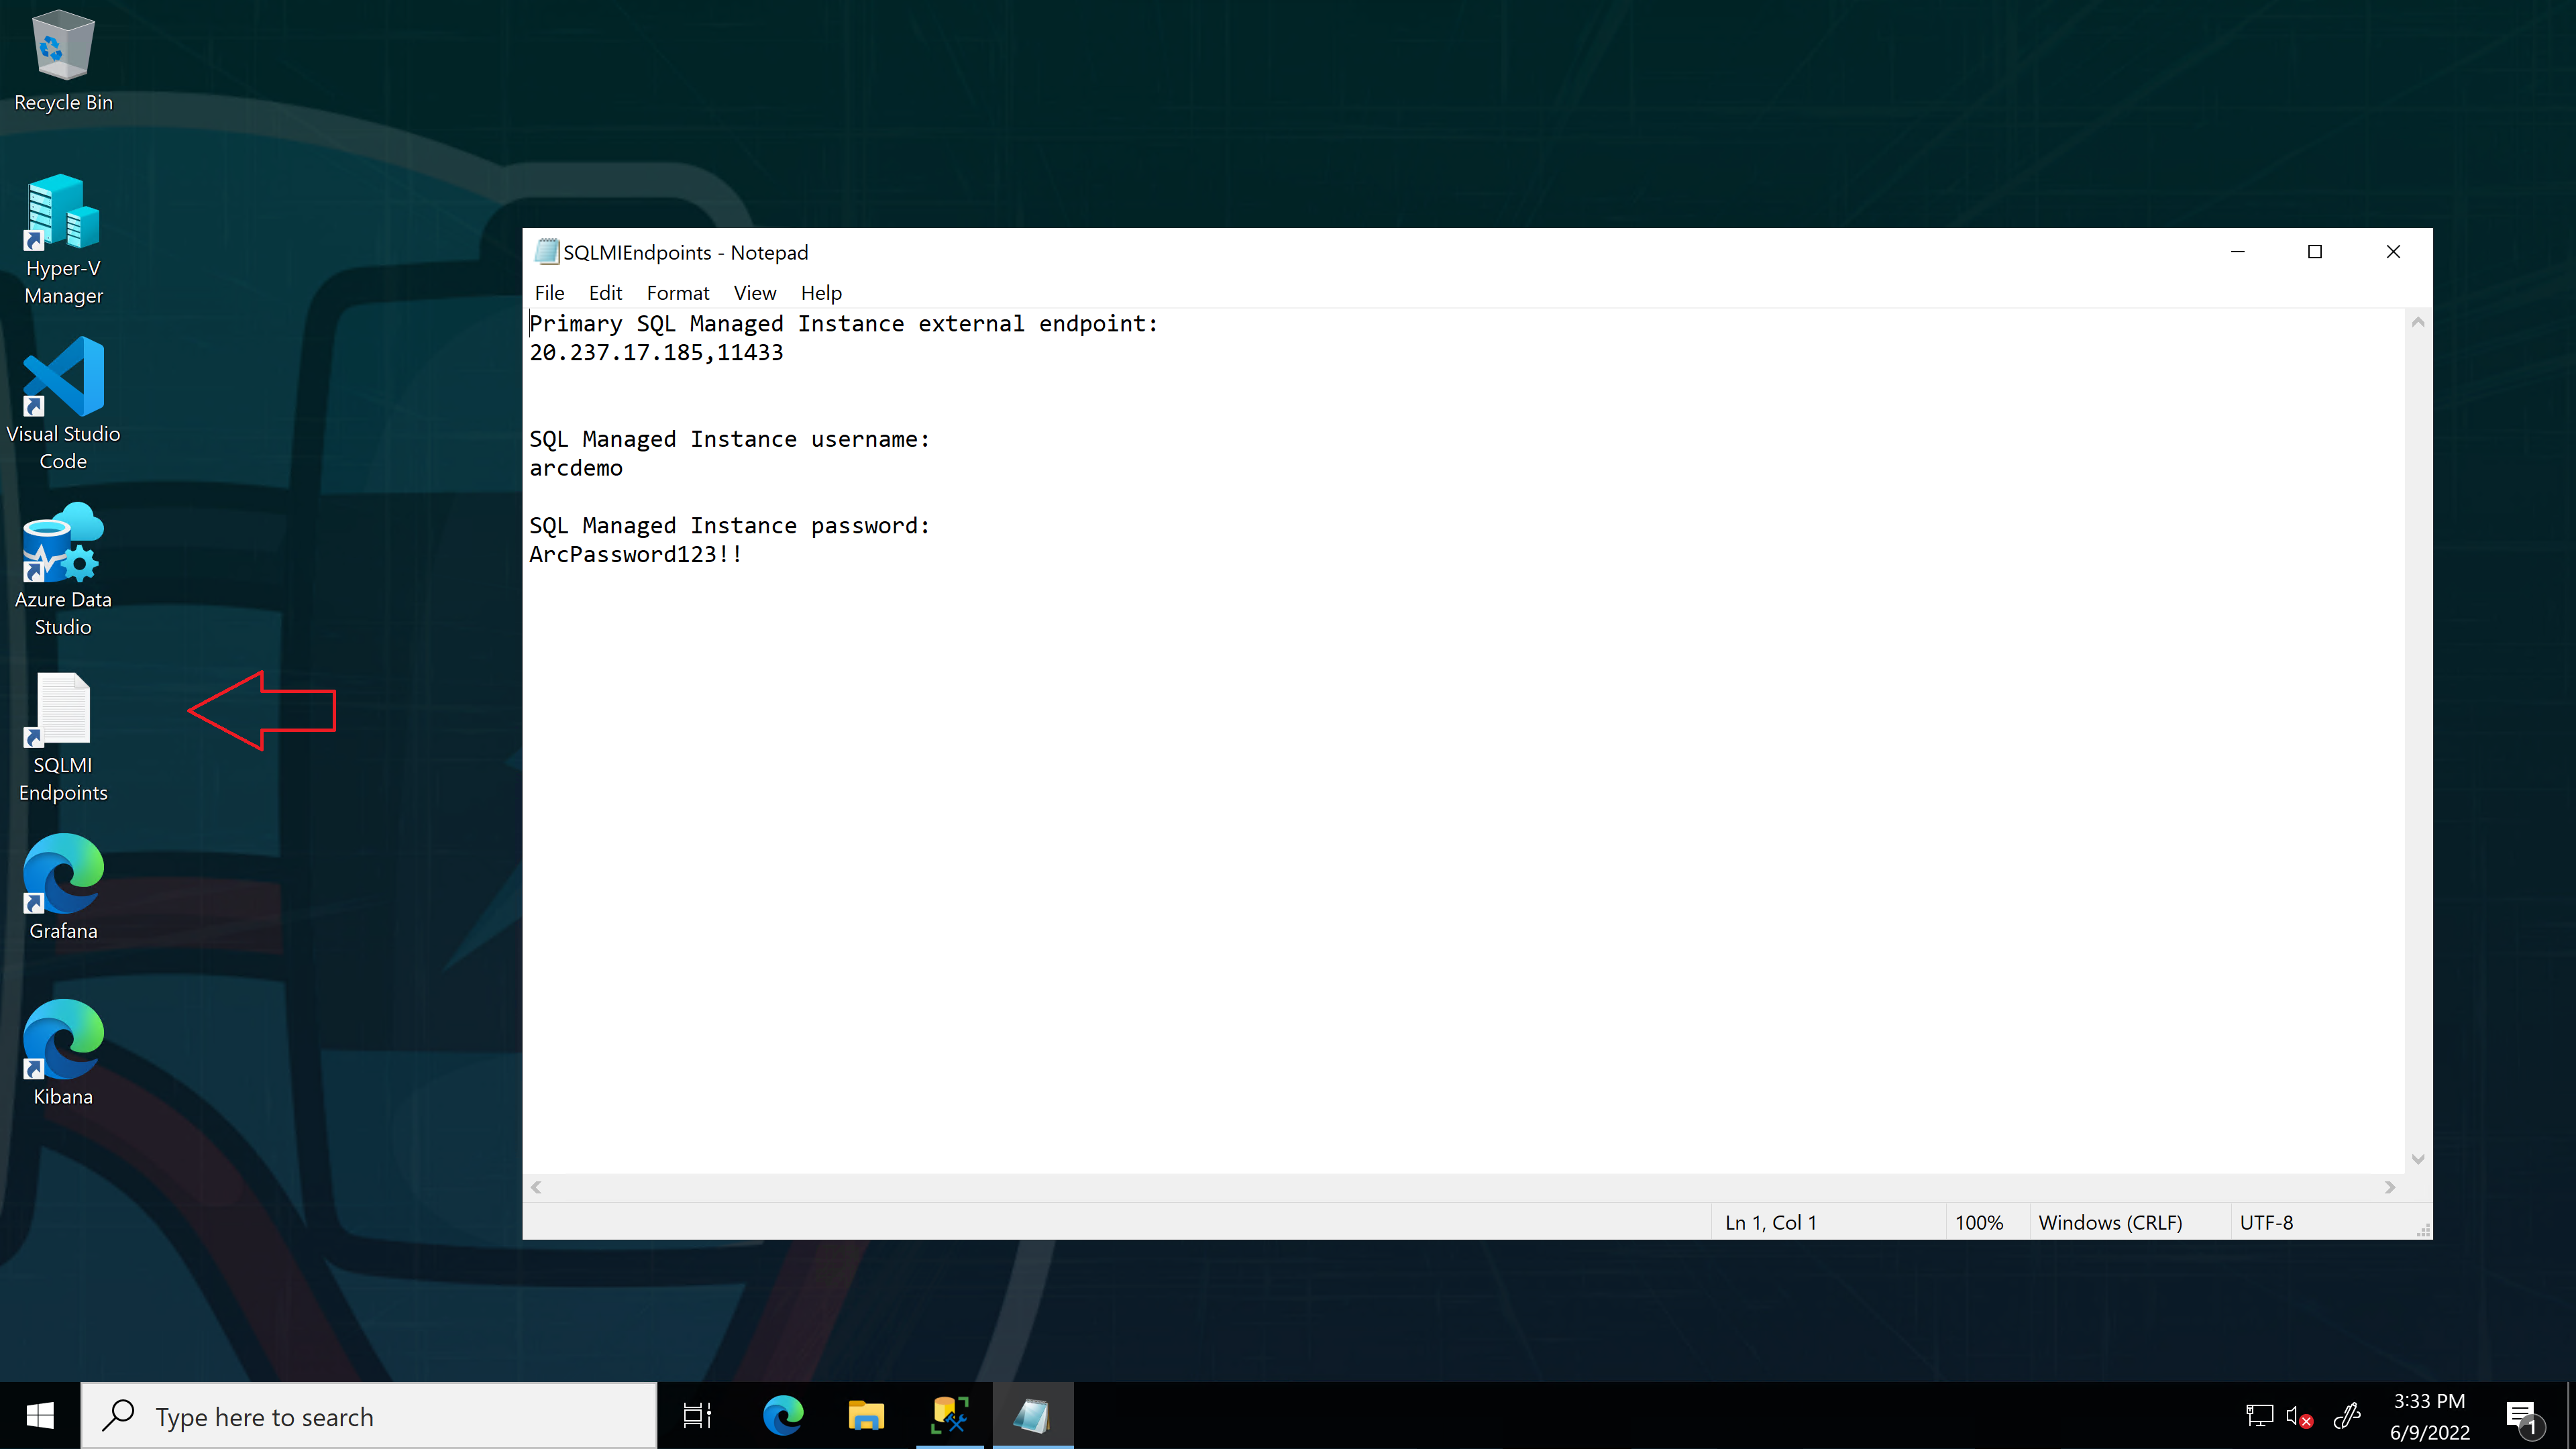 Recycle Bin
Hyper-V
Manager
Visual Studio
Code
Azure Data
Studio
SQLMI
Endpoints
Grafana
Kibana
SQLMIEndpoints - Notepad
File Edit Format View Help
Primary SQL Managed Instance external endpoint:
20.237.17.185,11433
SQL Managed Instance username:
arcdemo
SQL Managed Instance password:
ArcPassword123!!
Ln 1, Col 1 100% Windows (CRLF) UTF-8
Type here to search
3:33 PM
6/9/2022
1